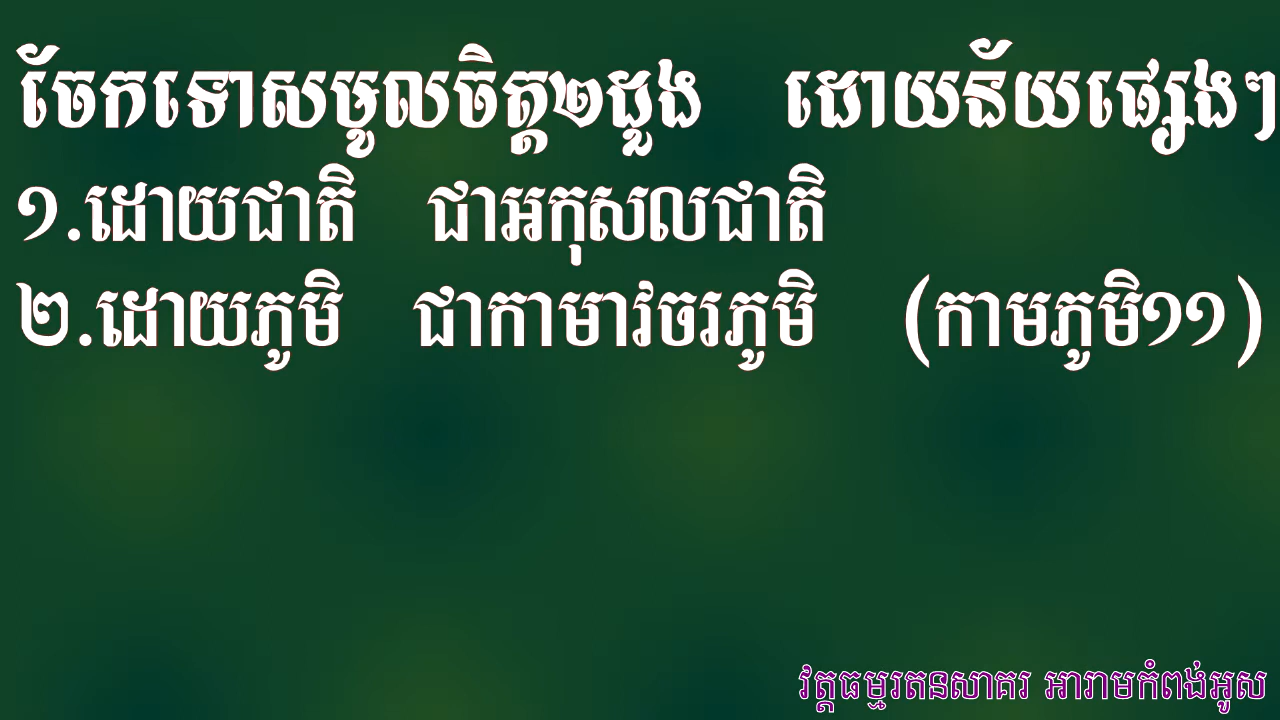 ចែកទោសមូលចិត្ត២ដួង ដោយន័យផ្សេងៗ
១.ដោយជាតិ ជាអកុសលជាតិ
២.ដោយភូមិ ជាកាមាវចរភូមិ (កាមភូមិ១១)
វត្តធម្មរតនសាគរ អារាមកំពង់អូស